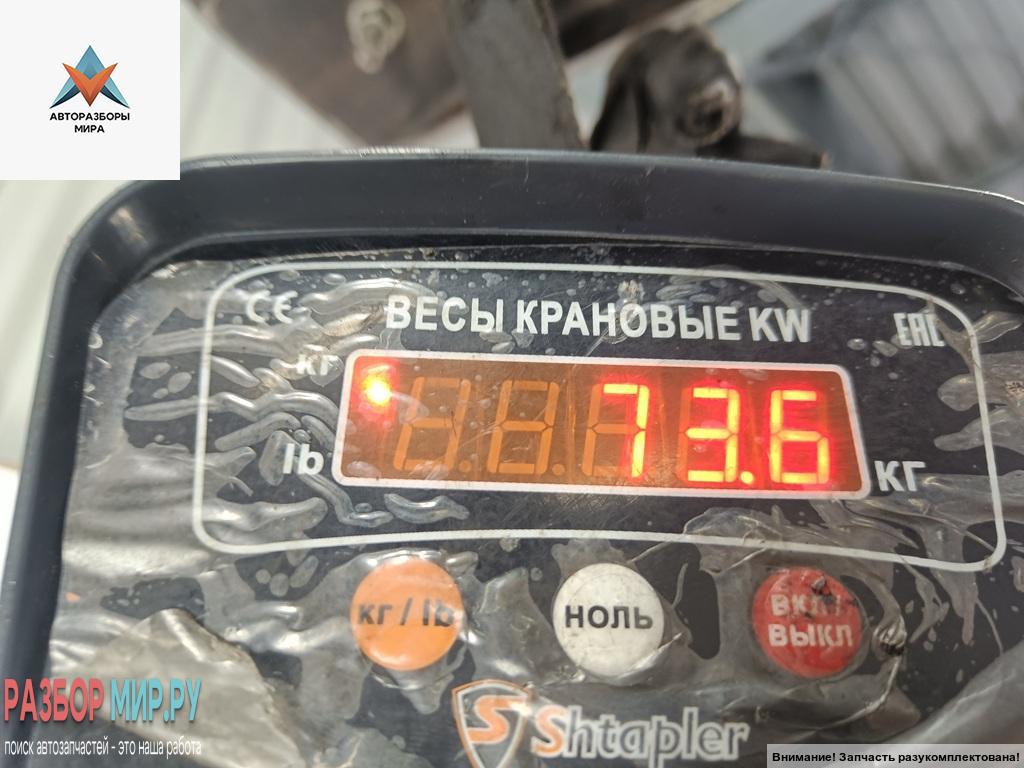 АВТОРАЗБОРЫ
МИРА
CE
ВЕСЫ КРАНОВЫЕ KW
EAC
кг
lb
73.6
КГ
кг / lb
НОЛЬ
ВКЛ
ВЫКЛ
S Shtapler
РАЗБОР МИР.РУ
поиск автозапчастей - это наша работа
Внимание! Запчасть разукомплектована!